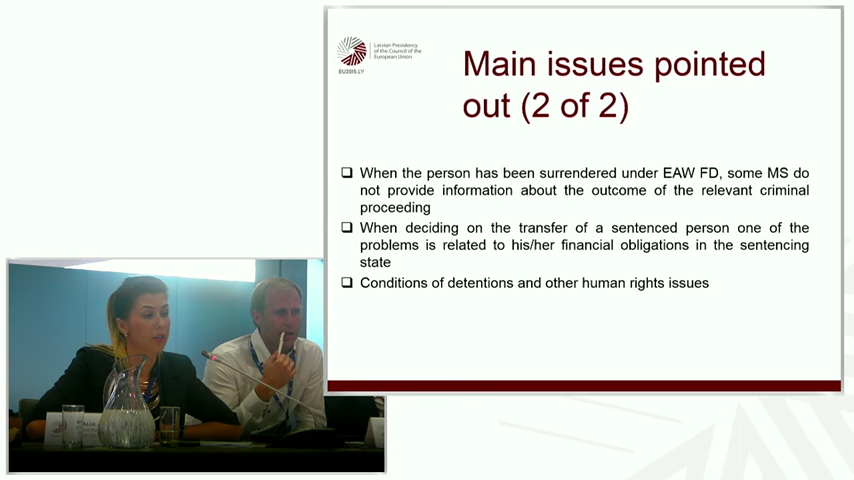 Latvian Presidency
of the Council of the
European Union
EU2015.LV
Main issues pointed
out (2 of 2)
When the person has been surrendered under EAW FD, some MS do
not provide information about the outcome of the relevant criminal
proceeding
When deciding on the transfer of a sentenced person one of the
problems is related to his/her financial obligations in the sentencing
state
Conditions of detentions and other human rights issues